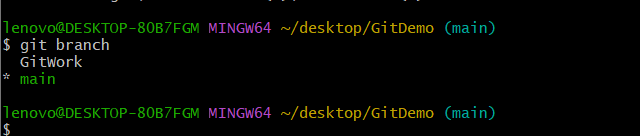 lenovo@DESKTOP-80B7FGM MINGW64 ~/desktop/GitDemo (main)
$ git branch
  GitWork
* main

lenovo@DESKTOP-80B7FGM MINGW64 ~/desktop/GitDemo (main)
$